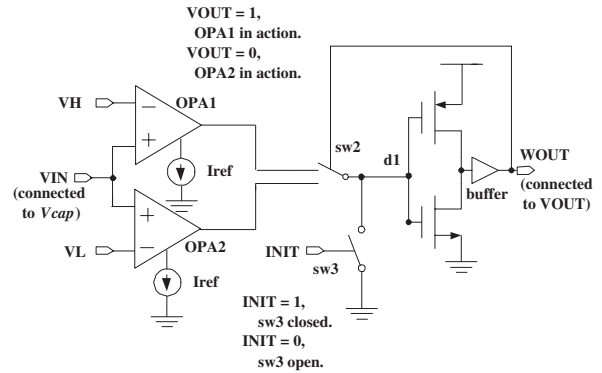 VOUT = 1,
OPA1 in action.
VOUT = 0,
OPA2 in action.
VH
OPA1
sw2
d1
WOUT
VIN
Iref
(connected
to Vcap)
buffer
(connected
to VOUT)
VL
OPA2
INIT
sw3
Iref
INIT = 1,
sw3 closed.
INIT = 0,
sw3 open.